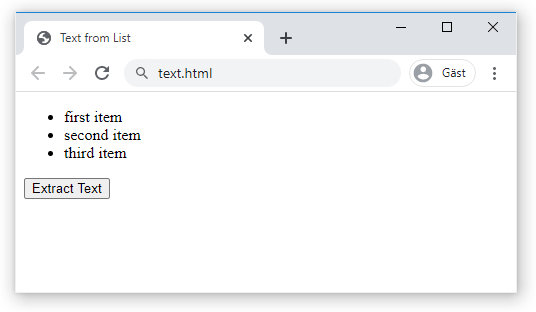 Text from List
text.html
Gäst
first item
second item
third item
Extract Text